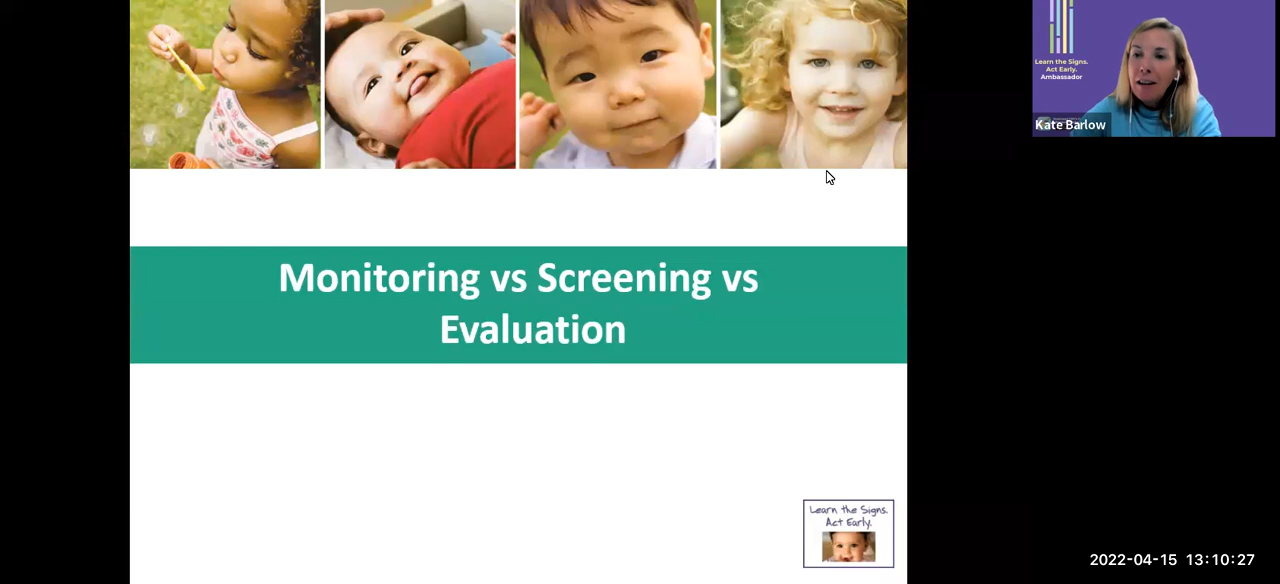 Learn the Signs.
Act Early.
Ambassador
Kate Barlow
Monitoring vs Screening vs
Evaluation
Learn the Signs.
Act Early.
2022-04-15 13:10:27